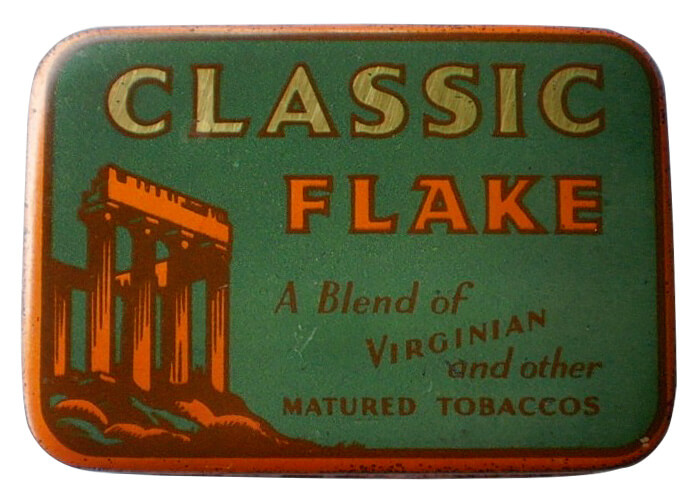 CLASSIC
FLAKE
A Blend of
VIRGINIAN
and other
MATURED TOBACCOS